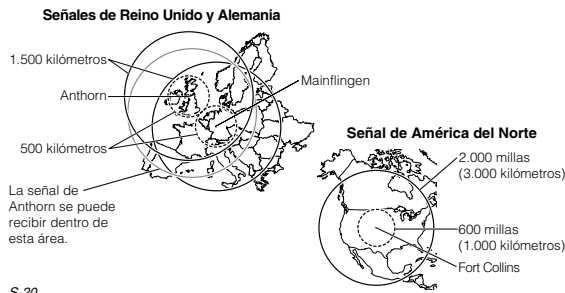 Señales de Reino Unido y Alemania
1.500 kilómetros
Anthorn
Mainflingen
500 kilómetros
La señal de
Anthorn se puede
recibir dentro de
esta área.
Señal de América del Norte
2.000 millas
(3.000 kilómetros)
600 millas
(1.000 kilómetros)
Fort Collins
S-20